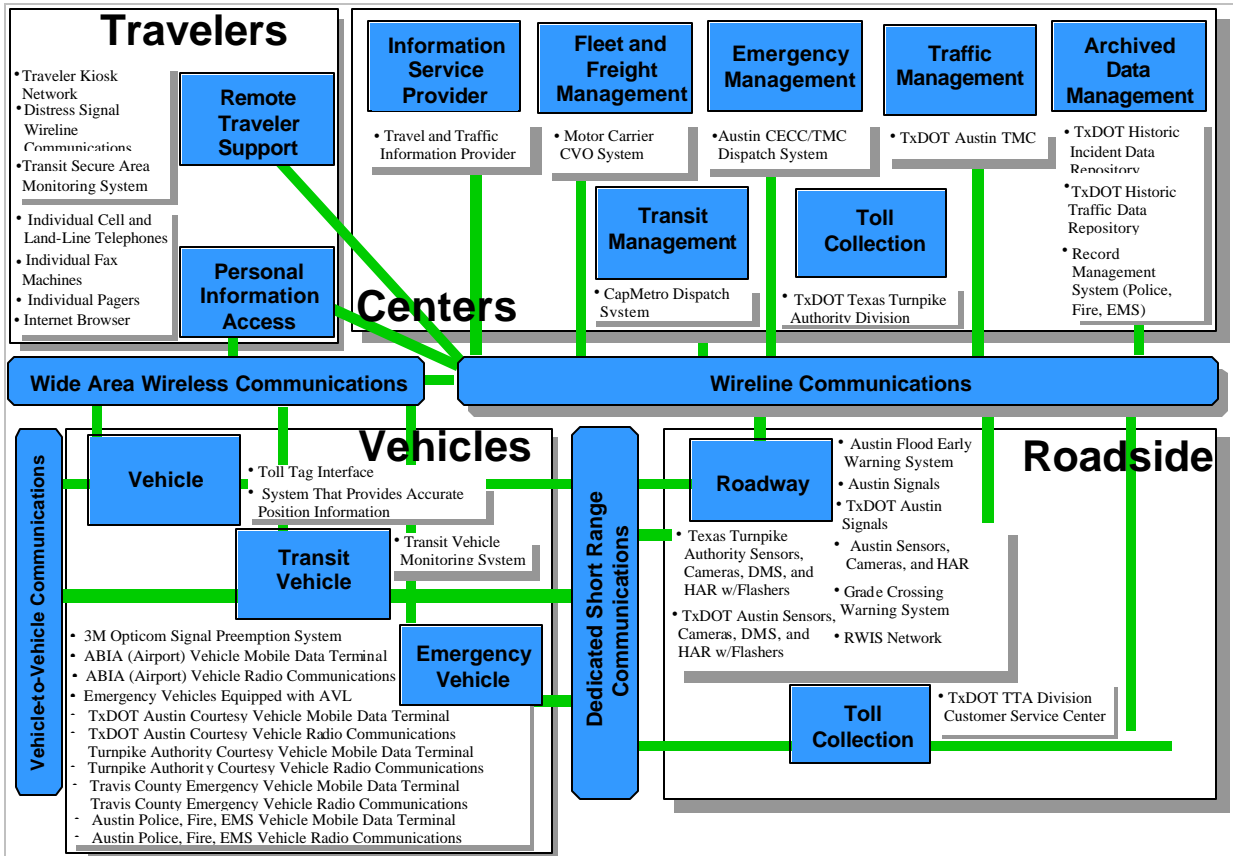 Travelers
• Traveler Kiosk
Network
• Distress Signal
Wireline
Communications
• Transit Secure Area
Monitoring System
Remote
Traveler
Support
• Individual Cell and
Land-Line Telephones
• Individual Fax
Machines
• Individual Pagers
• Internet Browser
Personal
Information
Access
Centers
Information
Service
Provider
• Travel and Traffic
Information Provider
Fleet and
Freight
Management
• Motor Carrier
CVO System
Emergency
Management
• Austin CECC/TMC
Dispatch System
Traffic
Management
• TxDOT Austin TMC
Archived
Data
Management
• TxDOT Historic
Incident Data
Repository
• TxDOT Historic
Traffic Data
Repository
• Record
Management
System (Police,
Fire, EMS)
Transit
Management
• CapMetro Dispatch
System
Toll
Collection
• TxDOT Texas Turnpike
Authority Division
Wide Area Wireless Communications
Wireline Communications
Vehicle-to-Vehicle Communications
Vehicles
Vehicle
• Toll Tag Interface
• System That Provides Accurate
Position Information
Transit
Vehicle
• Transit Vehicle
Monitoring System
Emergency
Vehicle
- 3M Opticom Signal Preemption System
- ABIA (Airport) Vehicle Mobile Data Terminal
- ABIA (Airport) Vehicle Radio Communications
- Emergency Vehicles Equipped with AVL
- TxDOT Austin Courtesy Vehicle Mobile Data Terminal
- TxDOT Austin Courtesy Vehicle Radio Communications
Turnpike Authority Courtesy Vehicle Mobile Data Terminal
- Turnpike Authority Courtesy Vehicle Radio Communications
- Travis County Emergency Vehicle Mobile Data Terminal
Travis County Emergency Vehicle Radio Communications
- Austin Police, Fire, EMS Vehicle Mobile Data Terminal
- Austin Police, Fire, EMS Vehicle Radio Communications
Dedicated Short Range
Communications
Roadside
Roadway
• Texas Turnpike
Authority Sensors,
Cameras, DMS, and
HAR w/Flashers
• TxDOT Austin Sensors,
Cameras, DMS, and
HAR w/Flashers
• Austin Flood Early
Warning System
• Austin Signals
• TxDOT Austin
Signals
• Austin Sensors,
Cameras, and HAR
• Grade Crossing
Warning System
• RWIS Network
Toll
Collection
• TxDOT TTA Division
Customer Service Center